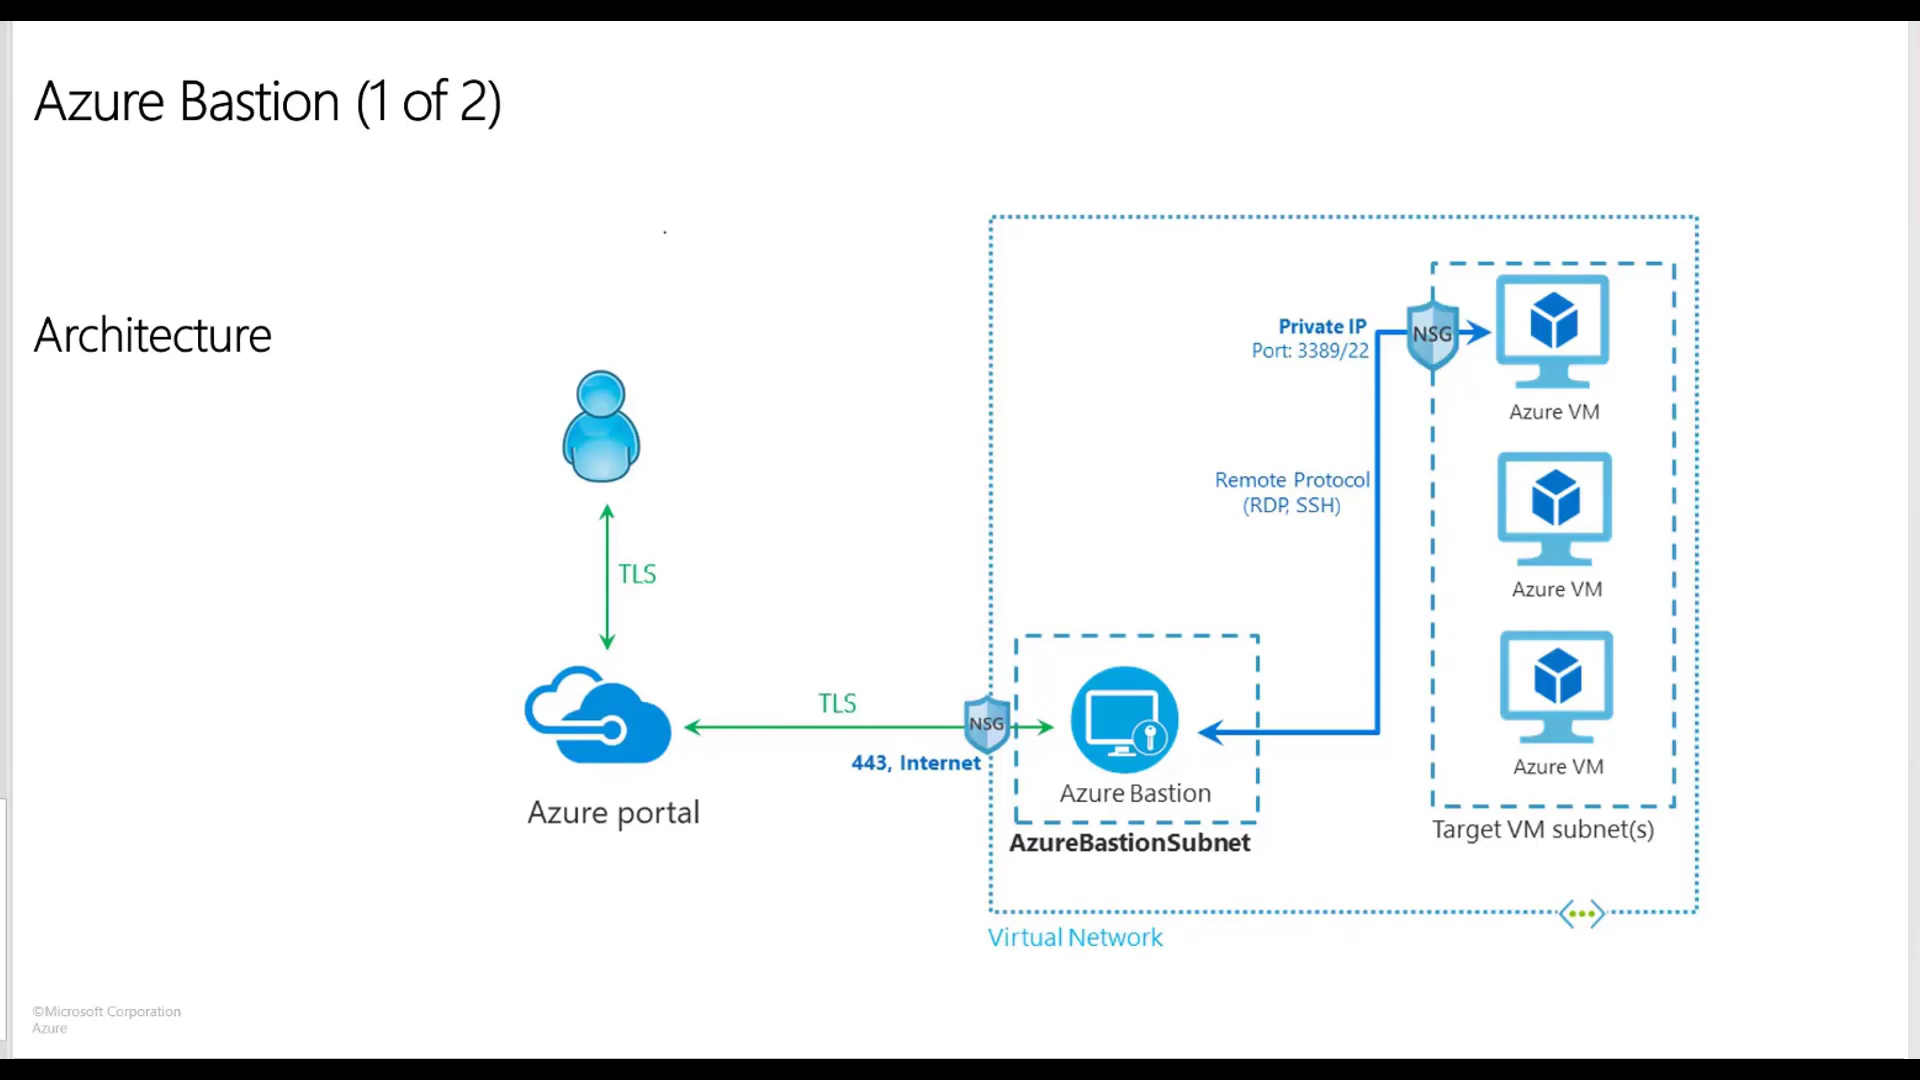 Azure Bastion (1 of 2)
Architecture
TLS
Azure portal
TLS
443, Internet
NSG
Azure Bastion
AzureBastionSubnet
Private IP
Port: 3389/22
Remote Protocol
(RDP, SSH)
NSG
Azure VM
Azure VM
Azure VM
Target VM subnet(s)
Virtual Network
©Microsoft Corporation
Azure